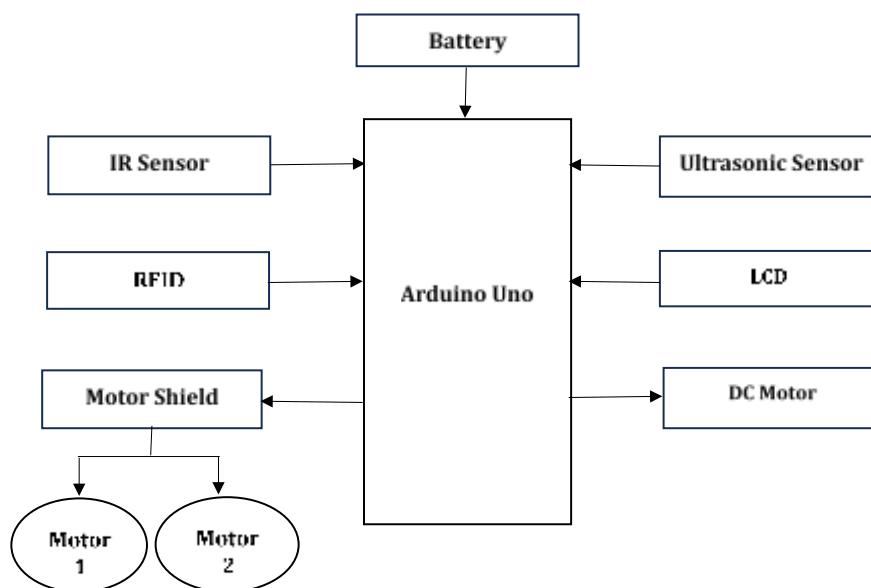 Battery
IR Sensor
Ultrasonic Sensor
RFID
LCD
Arduino Uno
Motor Shield
DC Motor
Motor
1
Motor
2